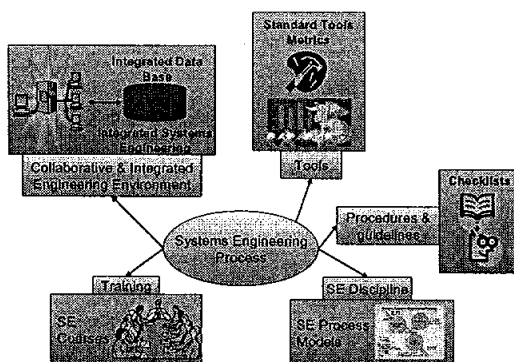 Integrated Data
Base
Integrated Systems
Engineering
Collaborative & Integrated
Engineering Environment
Standard Tools
Metrics
Tools
Checklists
Procedures &
guidelines
Systems Engineering
Process
Training
SE
Courses
SE Discipline
SE Process
Models